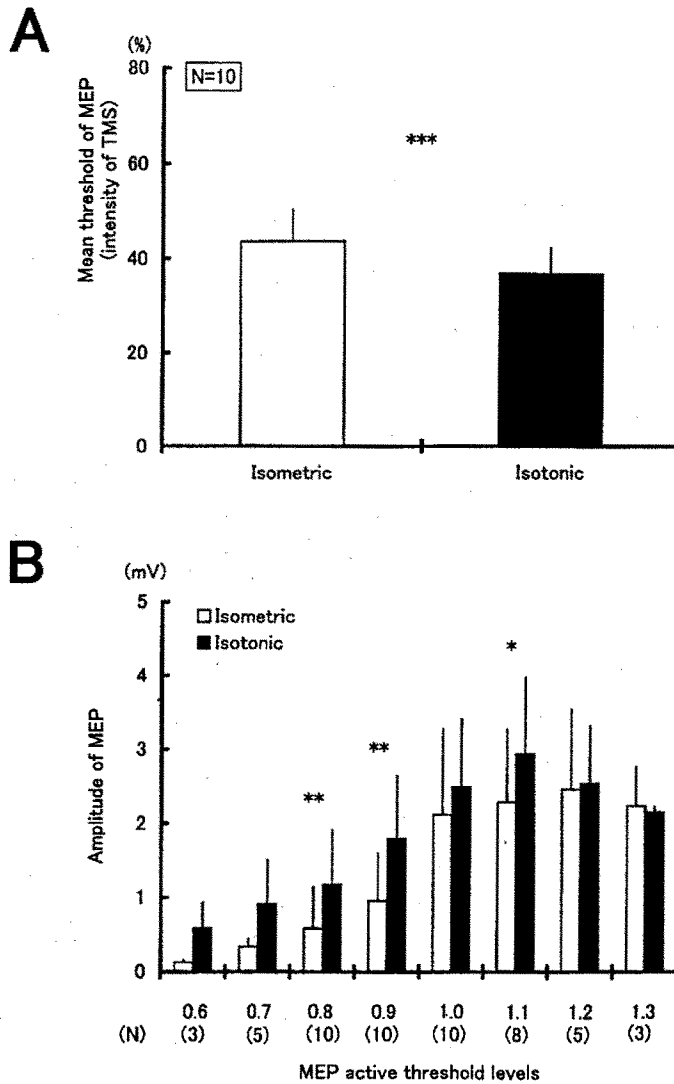 A
(%)
Mean threshold of MEP
(intensity of TMS)
80
60
40
20
0
N=10
***
Isometric
Isotonic
B
(mV)
Amplitude of MEP
5
4
3
2
1
0
Isometric
Isotonic
**
**
*
0.6 0.7 0.8 0.9 1.0 1.1 1.2 1.3
(N) (3) (5) (10) (10) (10) (8) (5) (3)
MEP active threshold levels